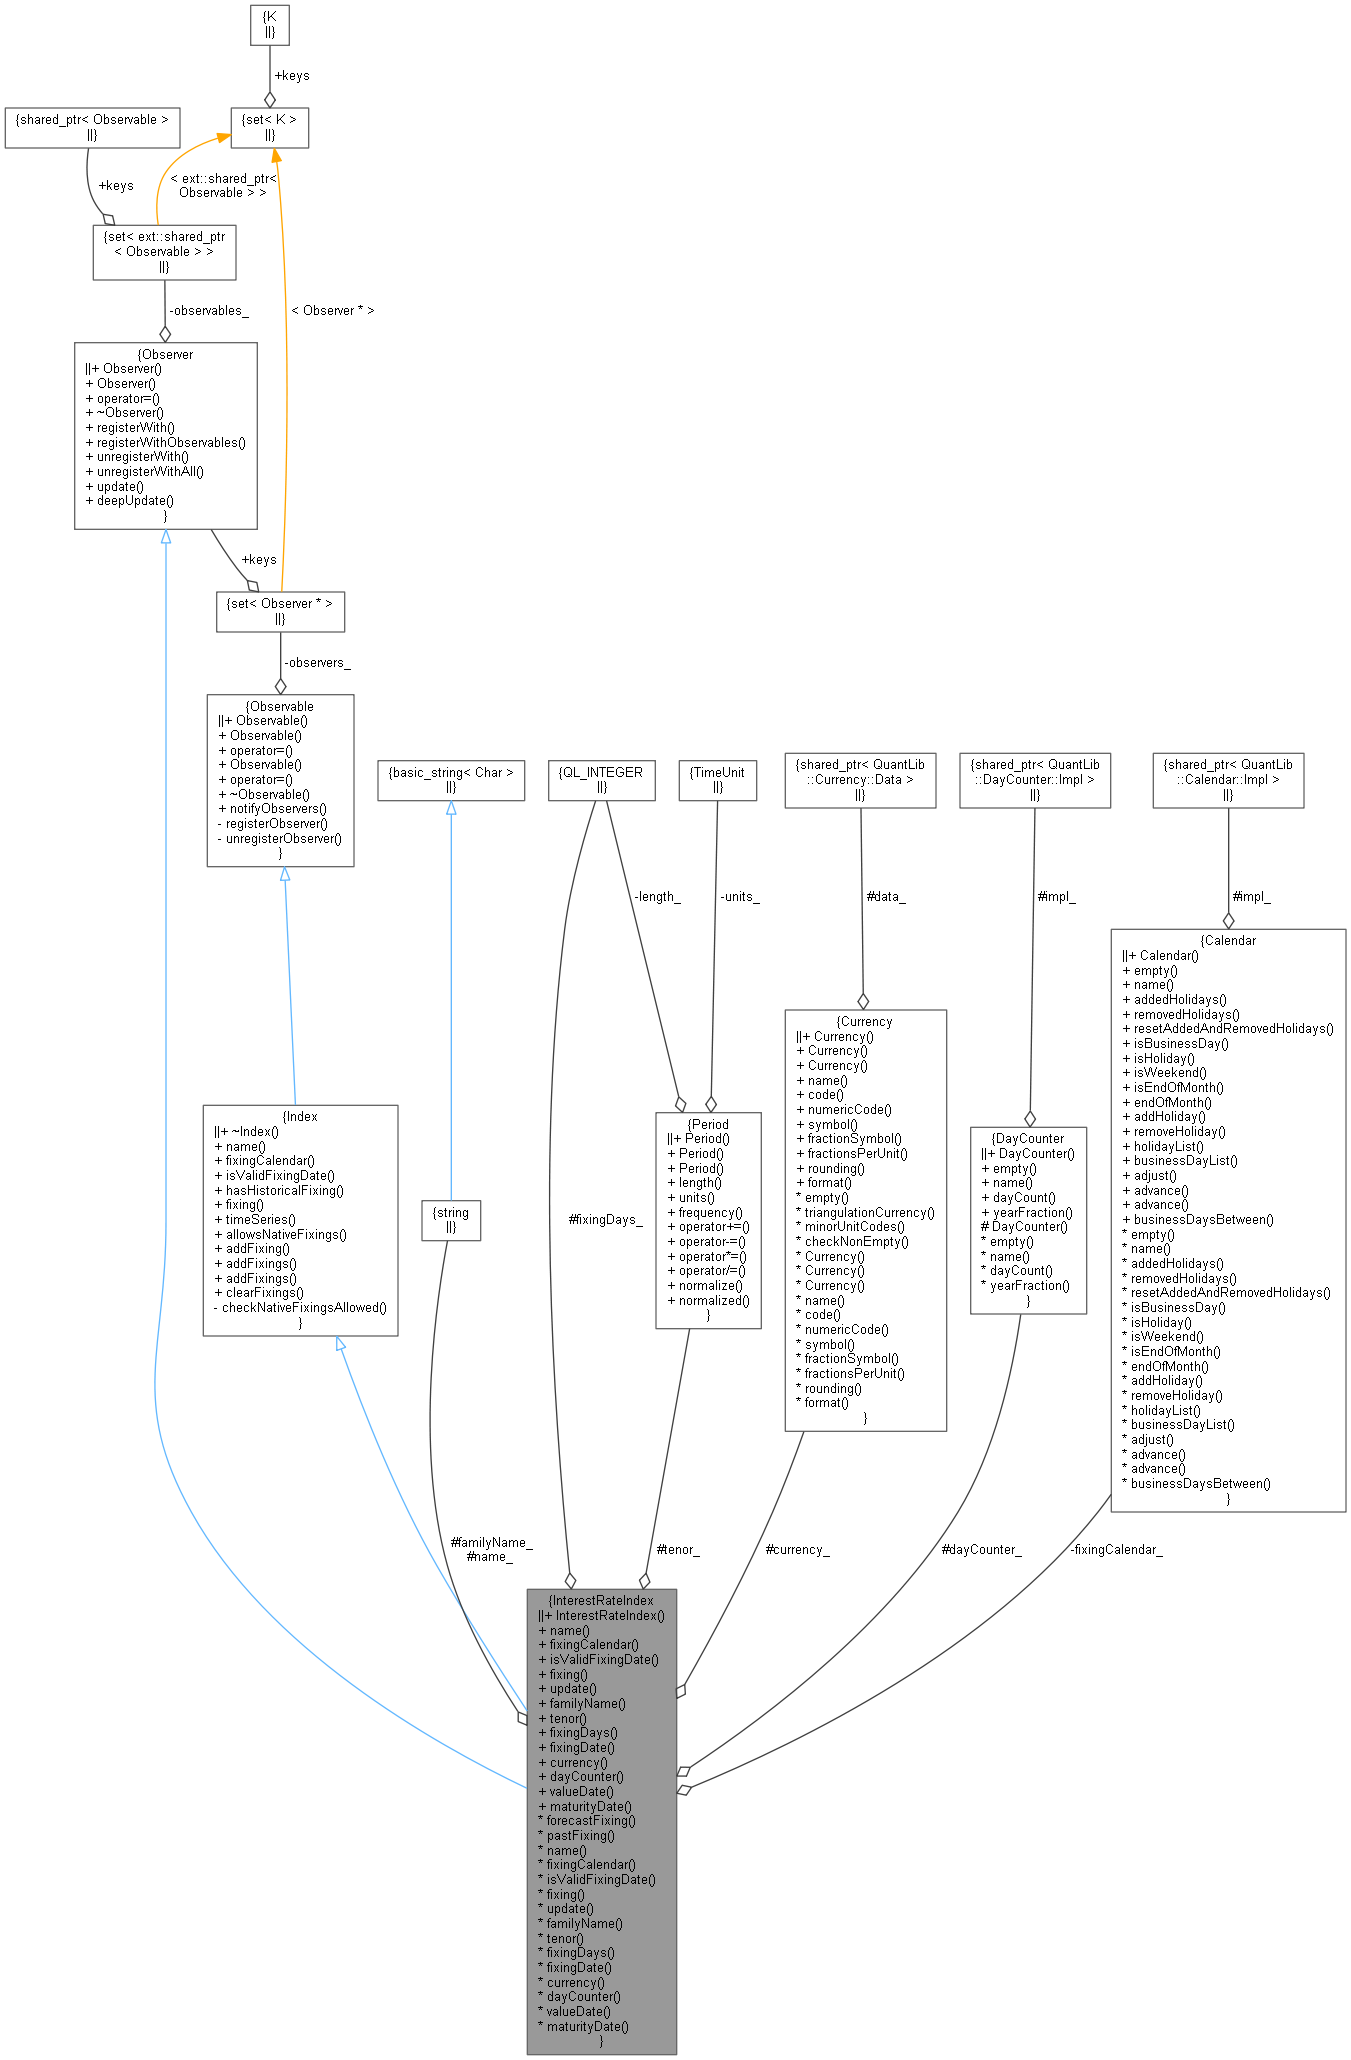 {K
||}
+keys
{shared_ptr< Observable >
||}
{set< K >
||}
+keys
< ext::shared_ptr<
Observable > >
{set< ext::shared_ptr
< Observable > >
||}
-observables_
< Observer * >
{Observer
||+ Observer()
+ Observer()
+ operator=()
+ ~Observer()
+ registerWith()
+ registerWithObservables()
+ unregisterWith()
+ unregisterWithAll()
+ update()
+ deepUpdate()
}
+keys
{set< Observer * >
||}
-observers_
{Observable
||+ Observable()
+ Observable()
+ operator=()
+ Observable()
+ operator=()
+ ~Observable()
+ notifyObservers()
- registerObserver()
- unregisterObserver()
}
{basic_string< Char >
||}
{QL_INTEGER
||}
{TimeUnit
||}
{shared_ptr< QuantLib
::Currency::Data >
||}
{shared_ptr< QuantLib
::DayCounter::Impl >
||}
{shared_ptr< QuantLib
::Calendar::Impl >
||}
-length_
-units_
#data_
#impl_
#impl_
{Calendar
||+ Calendar()
+ empty()
+ name()
+ addedHolidays()
+ removedHolidays()
+ resetAddedAndRemovedHolidays()
+ isBusinessDay()
+ isHoliday()
+ isWeekend()
+ isEndOfMonth()
+ endOfMonth()
+ addHoliday()
+ removeHoliday()
+ holidayList()
+ businessDayList()
+ adjust()
+ advance()
+ advance()
+ businessDaysBetween()
* empty()
* name()
* addedHolidays()
* removedHolidays()
* resetAddedAndRemovedHolidays()
* isBusinessDay()
* isHoliday()
* isWeekend()
* isEndOfMonth()
* endOfMonth()
* addHoliday()
* removeHoliday()
* holidayList()
* businessDayList()
* adjust()
* advance()
* advance()
* businessDaysBetween()
}
{Currency
||+ Currency()
+ Currency()
+ Currency()
+ name()
+ code()
+ numericCode()
+ symbol()
+ fractionSymbol()
+ fractionsPerUnit()
+ rounding()
+ format()
* empty()
* triangulationCurrency()
* minorUnitCodes()
* checkNonEmpty()
* Currency()
* Currency()
* Currency()
* name()
* code()
* numericCode()
* symbol()
* fractionSymbol()
* fractionsPerUnit()
* rounding()
* format()
}
{Index
||+ ~Index()
+ name()
+ fixingCalendar()
+ isValidFixingDate()
+ hasHistoricalFixing()
+ fixing()
+ timeSeries()
+ allowsNativeFixings()
+ addFixing()
+ addFixings()
+ addFixings()
+ clearFixings()
- checkNativeFixingsAllowed()
}
{string
||}
#fixingDays_
{Period
||+ Period()
+ Period()
+ Period()
+ length()
+ units()
+ frequency()
+ operator+=()
+ operator-=()
+ operator*=()
+ operator/=()
+ normalize()
+ normalized()
}
{DayCounter
||+ DayCounter()
+ empty()
+ name()
+ dayCount()
+ yearFraction()
# DayCounter()
* empty()
* name()
* dayCount()
* yearFraction()
}
#familyName_
#name_
#tenor_
#currency_
#dayCounter_
-fixingCalendar_
{InterestRateIndex
||+ InterestRateIndex()
+ name()
+ fixingCalendar()
+ isValidFixingDate()
+ fixing()
+ update()
+ familyName()
+ tenor()
+ fixingDays()
+ fixingDate()
+ currency()
+ dayCounter()
+ valueDate()
+ maturityDate()
* forecastFixing()
* pastFixing()
* name()
* fixingCalendar()
* isValidFixingDate()
* fixing()
* update()
* familyName()
* tenor()
* fixingDays()
* fixingDate()
* currency()
* dayCounter()
* valueDate()
* maturityDate()
}